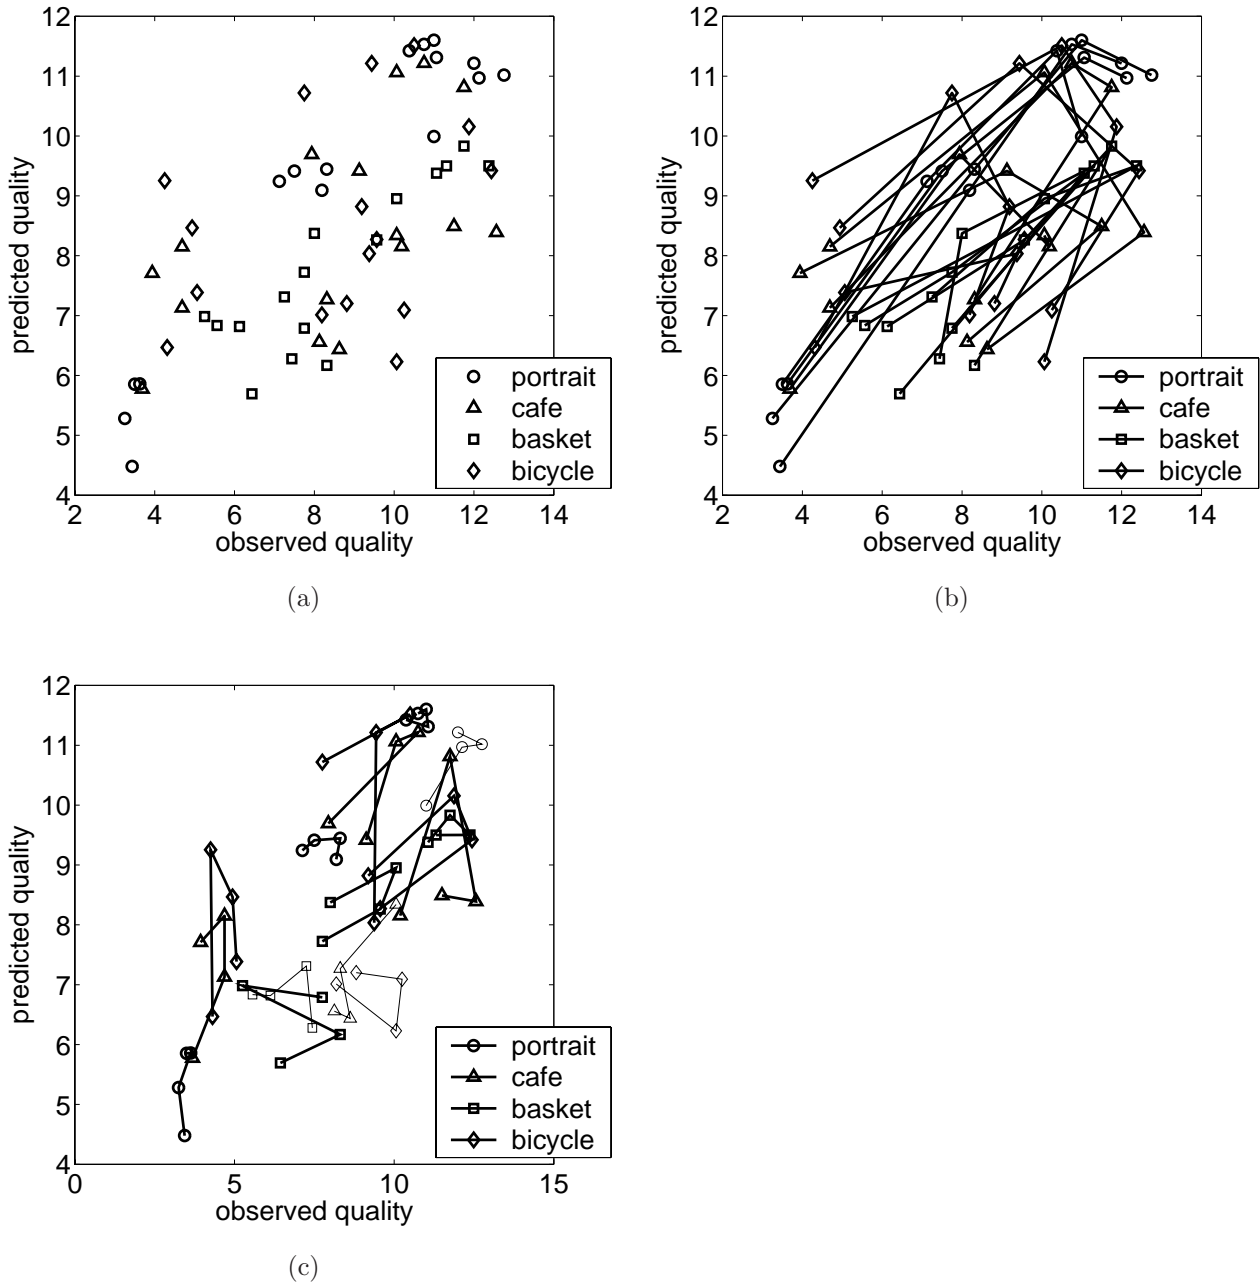 12
11
10
9
8
7
6
5
4
predicted quality
2 4 6 8 10 12 14
observed quality
portrait
cafe
basket
bicycle
(a)
12
11
10
9
8
7
6
5
4
predicted quality
2 4 6 8 10 12 14
observed quality
portrait
cafe
basket
bicycle
(b)
12
11
10
9
8
7
6
5
4
predicted quality
0 5 10 15
observed quality
portrait
cafe
basket
bicycle
(c)